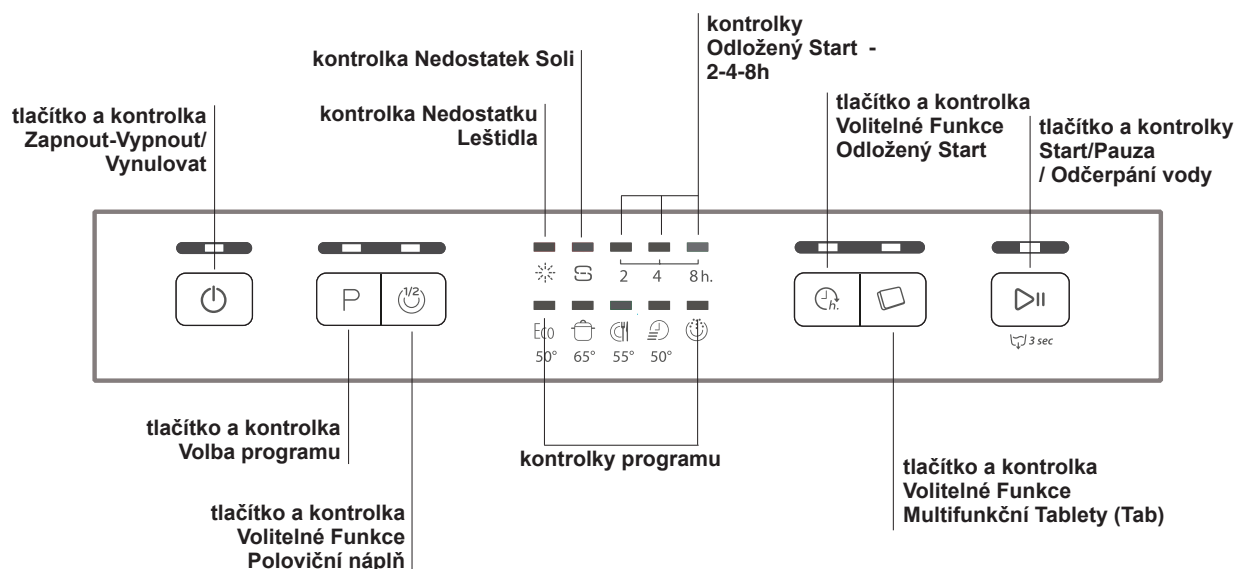 kontrolky
Odložený Start -
2-4-8h
kontrolka Nedostatek Soli
kontrolka Nedostatku
Leštidla
tlačítko a kontrolka
Zapnout-Vypnout/
Vynulovat
tlačítko a kontrolka
Volitelné Funkce
Odložený Start
tlačítko a kontrolky
Start/Pauza
/ Odčerpání vody
S 2 4 8 h.
P 1/2
h.
Eco
50° 65° 55° 50°
3 sec
tlačítko a kontrolka
Volba programu
kontrolky programu
tlačítko a kontrolka
Volitelné Funkce
Multifunkční Tablety (Tab)
tlačítko a kontrolka
Volitelné Funkce
Poloviční náplň